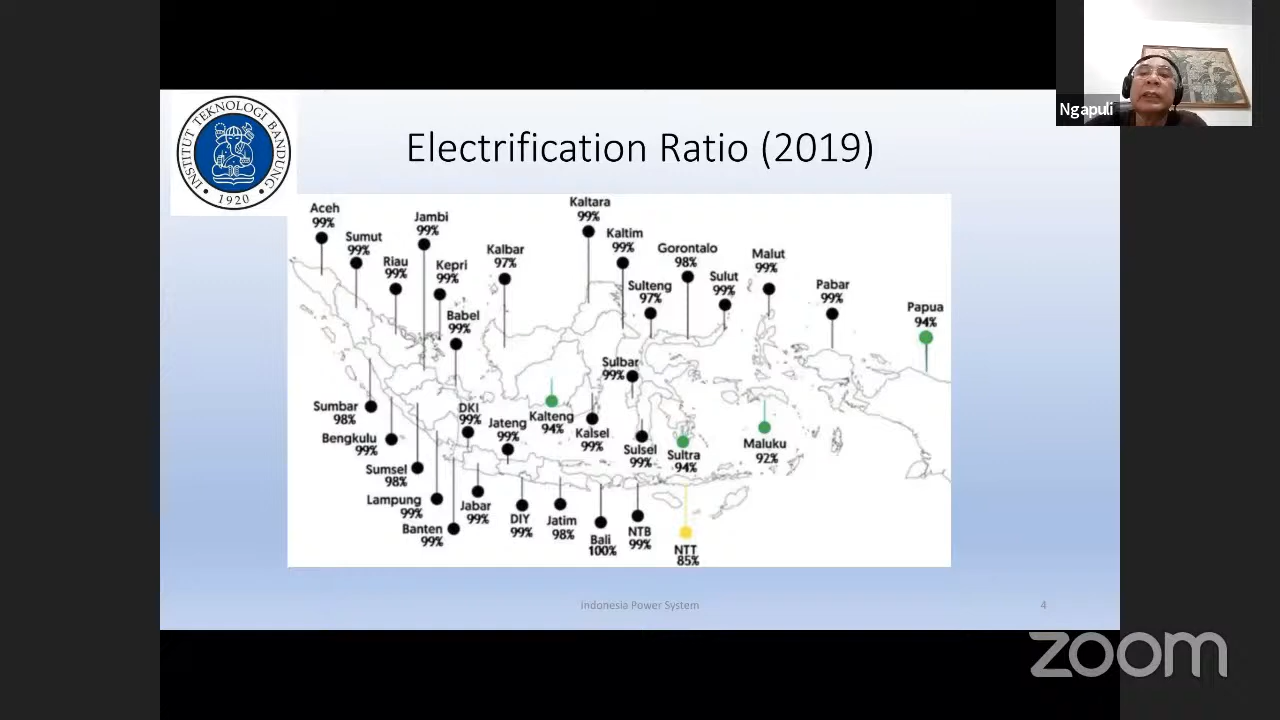 Ngapuli
INSTITUT TEKNOLOGI BANDUNG
• 1920 •
Electrification Ratio (2019)
Aceh
99%
Sumut
99%
Riau
99%
Jambi
99%
Kepri
99%
Babel
99%
Kalbar
97%
Kaltara
99%
Kaltim
99%
Sulteng
97%
Gorontalo
98%
Sulut
99%
Malut
99%
Pabar
99%
Papua
94%
Sulbar
99%
Sumbar
98%
Bengkulu
99%
Sumsel
98%
Lampung
99%
Banten
99%
DKI
99%
Jateng
99%
Jabar
99%
DIY
99%
Jatim
98%
Bali
100%
NTB
99%
NTT
85%
Kalteng
94%
Kalsel
99%
Sulsel
99%
Sultra
94%
Maluku
92%
Indonesia Power System
4
zoom